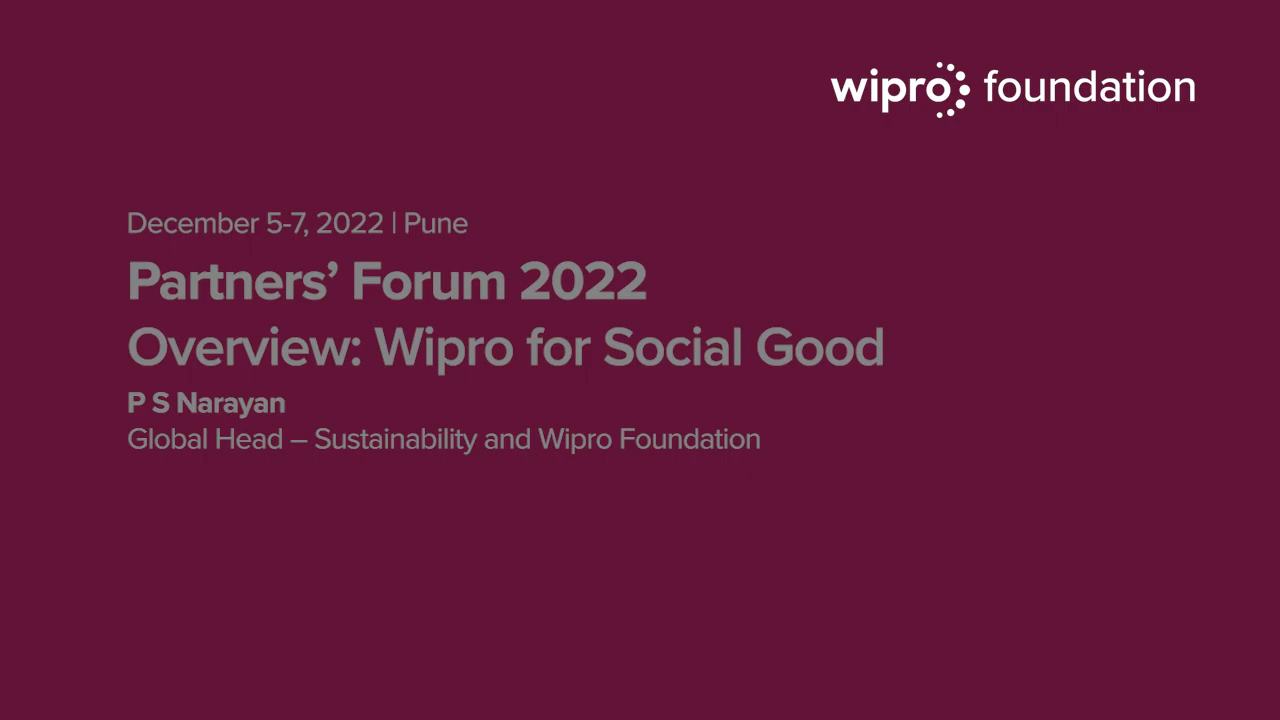 wipro foundation
December 5-7, 2022 | Pune
Partners’ Forum 2022
Overview: Wipro for Social Good
P S Narayan
Global Head – Sustainability and Wipro Foundation